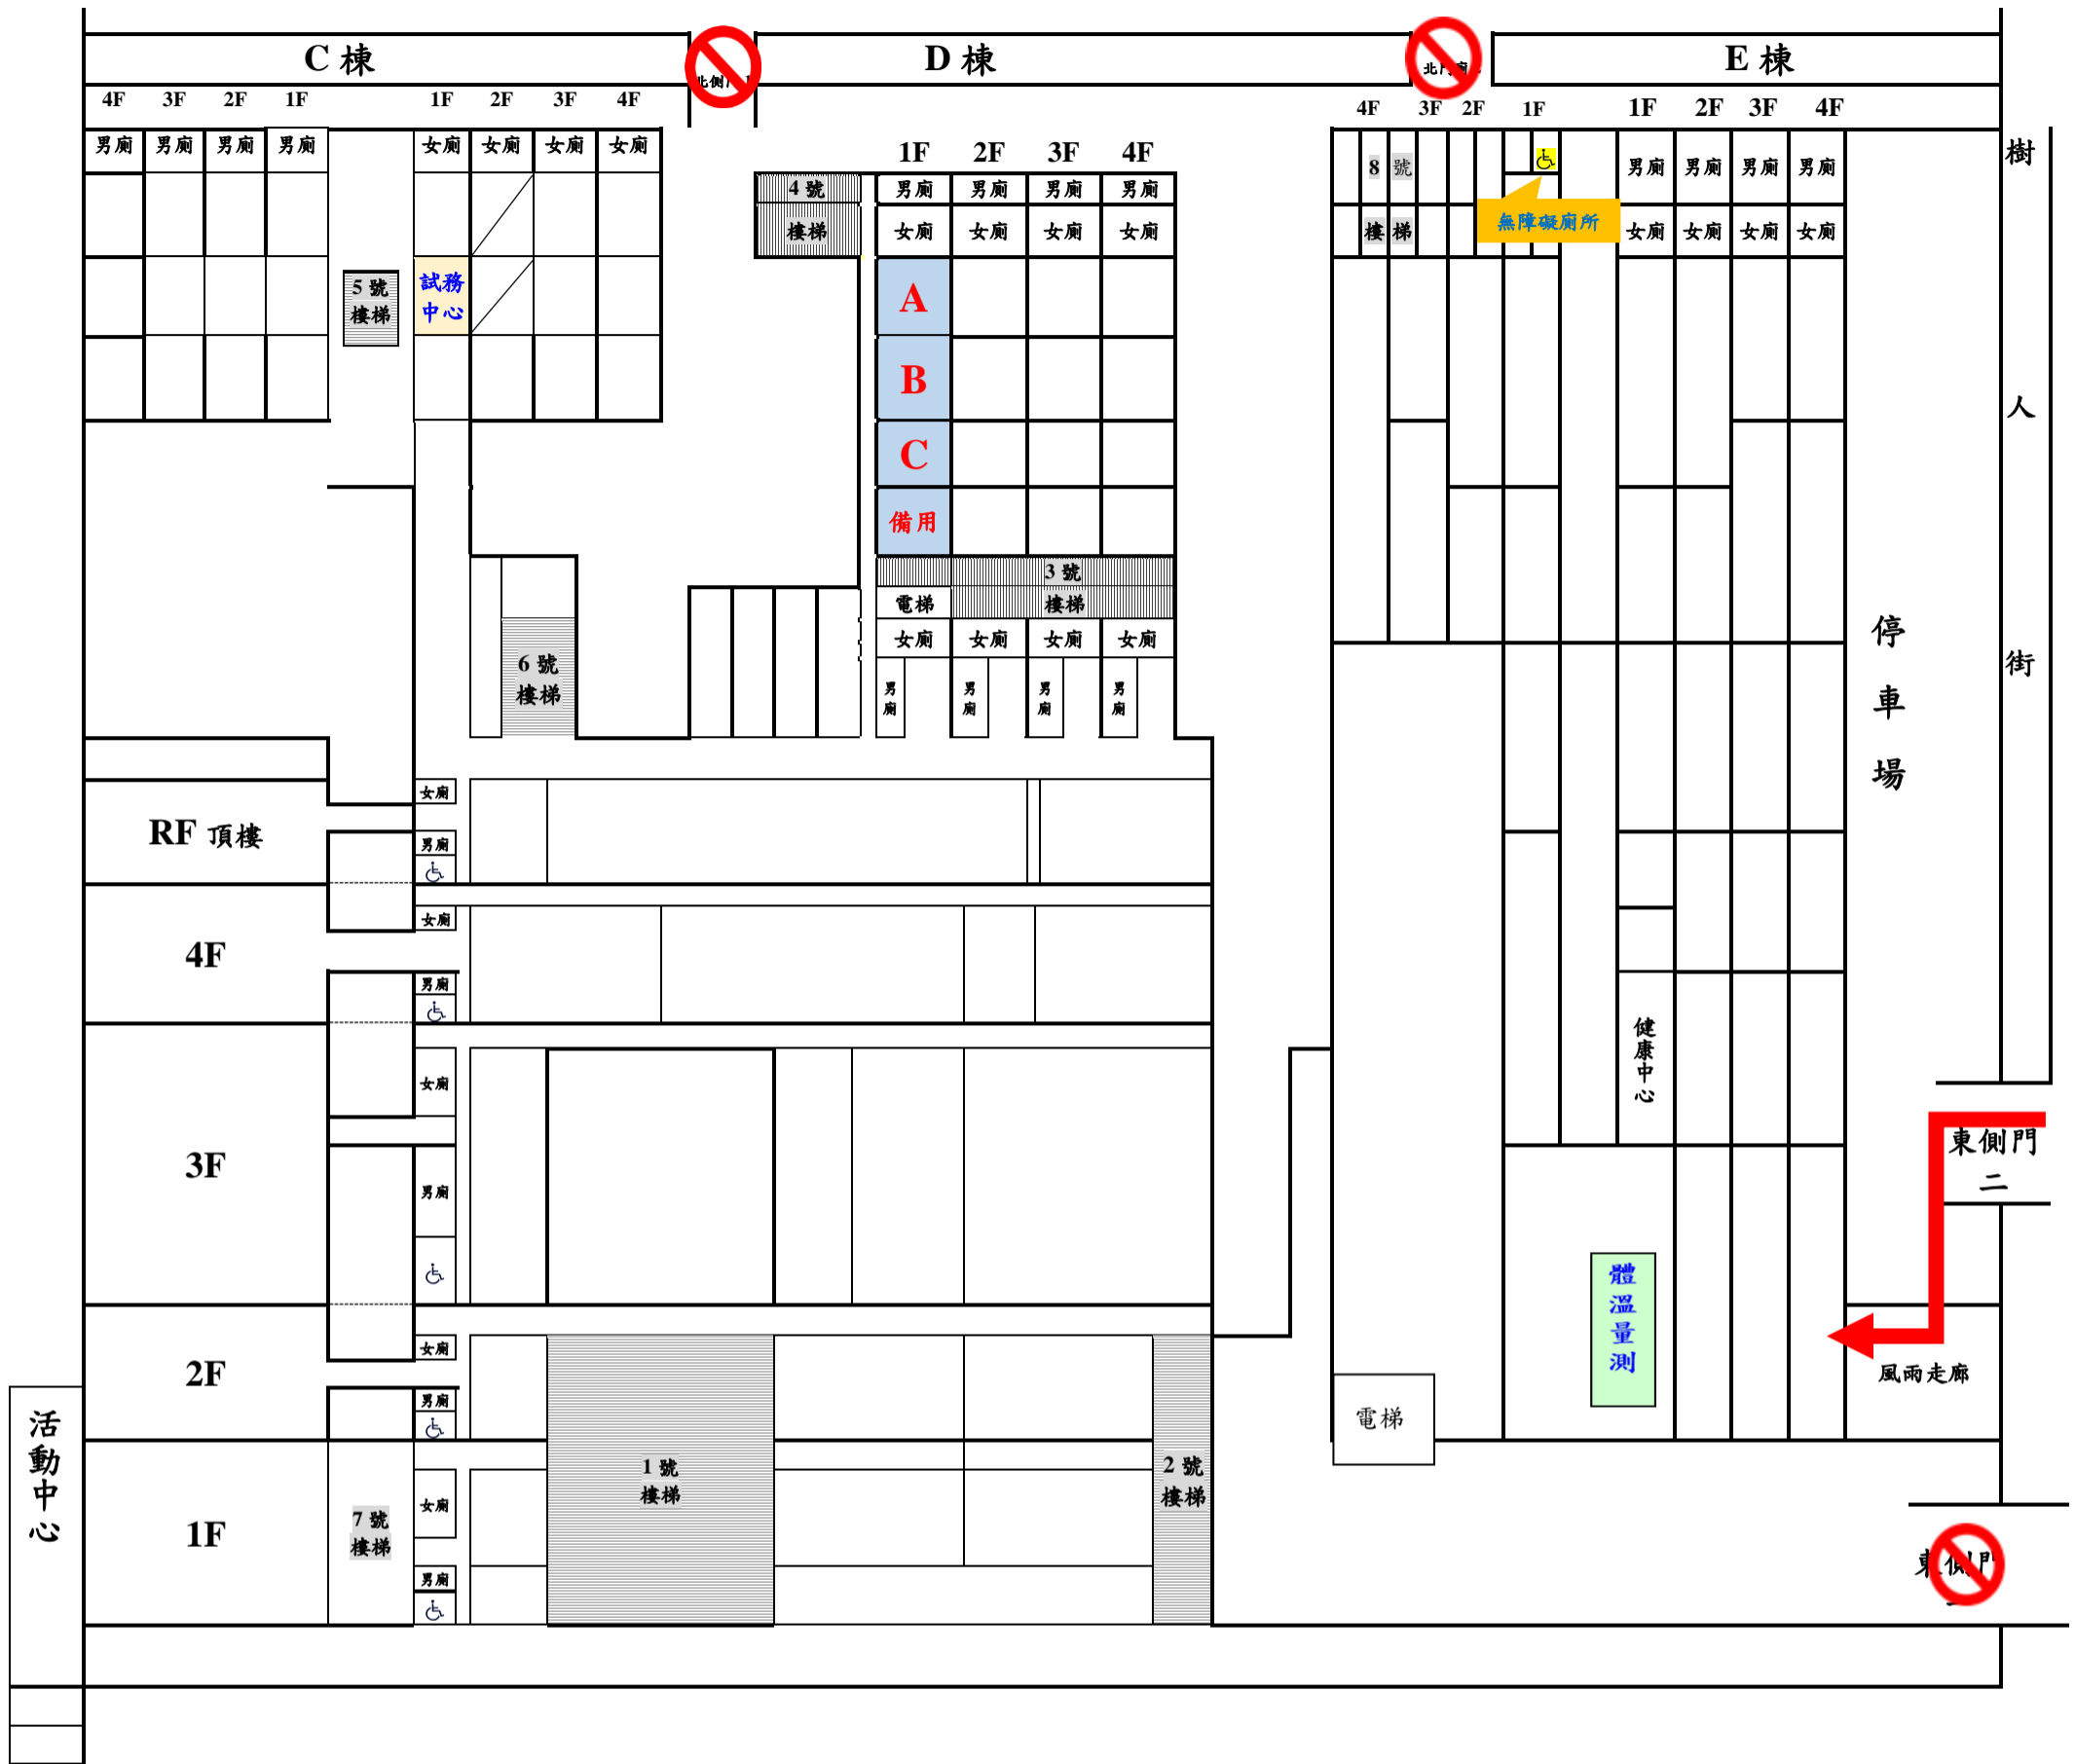 C 棟
D 棟
E 棟
北側門
北門廁
4F 3F 2F 1F
1F 2F 3F 4F
4F 3F 2F 1F
1F 2F 3F 4F
男廁 男廁 男廁 男廁
女廁 女廁 女廁 女廁
1F 2F 3F 4F
樹
人
街
4 號
樓梯
男廁 男廁 男廁 男廁
女廁 女廁 女廁 女廁
8 號
樓梯
無障礙廁所
男廁 男廁 男廁 男廁
女廁 女廁 女廁 女廁
5 號
樓梯
試務
中心
A
B
C
備用
3 號
樓梯
電梯
女廁 女廁 女廁 女廁
男廁 男廁 男廁 男廁
6 號
樓梯
停
車
場
RF 頂樓
女廁
男廁
4F
女廁
男廁
3F
女廁
男廁
2F
女廁
男廁
1F
7 號
樓梯
女廁
男廁
1 號
樓梯
2 號
樓梯
活動中心
健康中心
體溫量測
電梯
東側門
二
風雨走廊
東側門